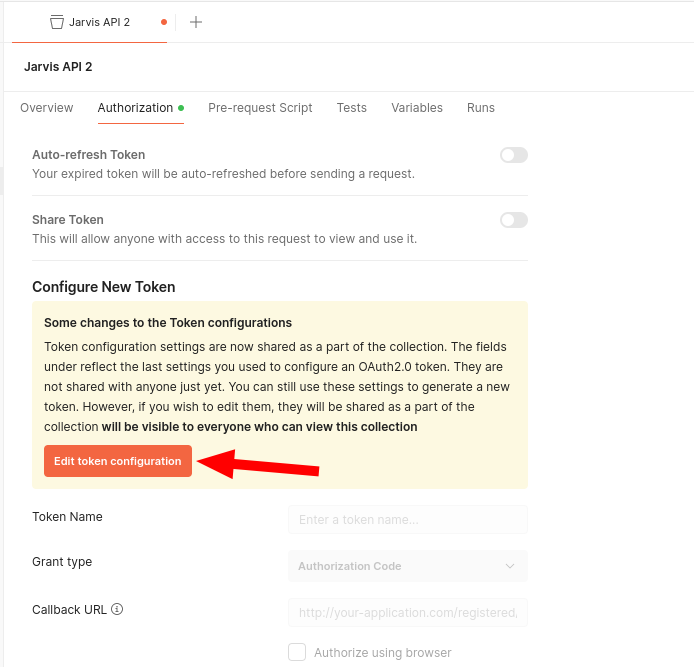 Jarvis API 2
Jarvis API 2
Overview Authorization Pre-request Script Tests Variables Runs
Auto-refresh Token
Your expired token will be auto-refreshed before sending a request.
Share Token
This will allow anyone with access to this request to view and use it.
Configure New Token
Some changes to the Token configurations
Token configuration settings are now shared as a part of the collection. The fields
under reflect the last settings you used to configure an OAuth2.0 token. They are
not shared with anyone just yet. You can still use these settings to generate a new
token. However, if you wish to edit them, they will be shared as a part of the
collection will be visible to everyone who can view this collection
Edit token configuration
Token Name Enter a token name...
Grant type Authorization Code
Callback URL http://your-application.com/registered/
Authorize using browser